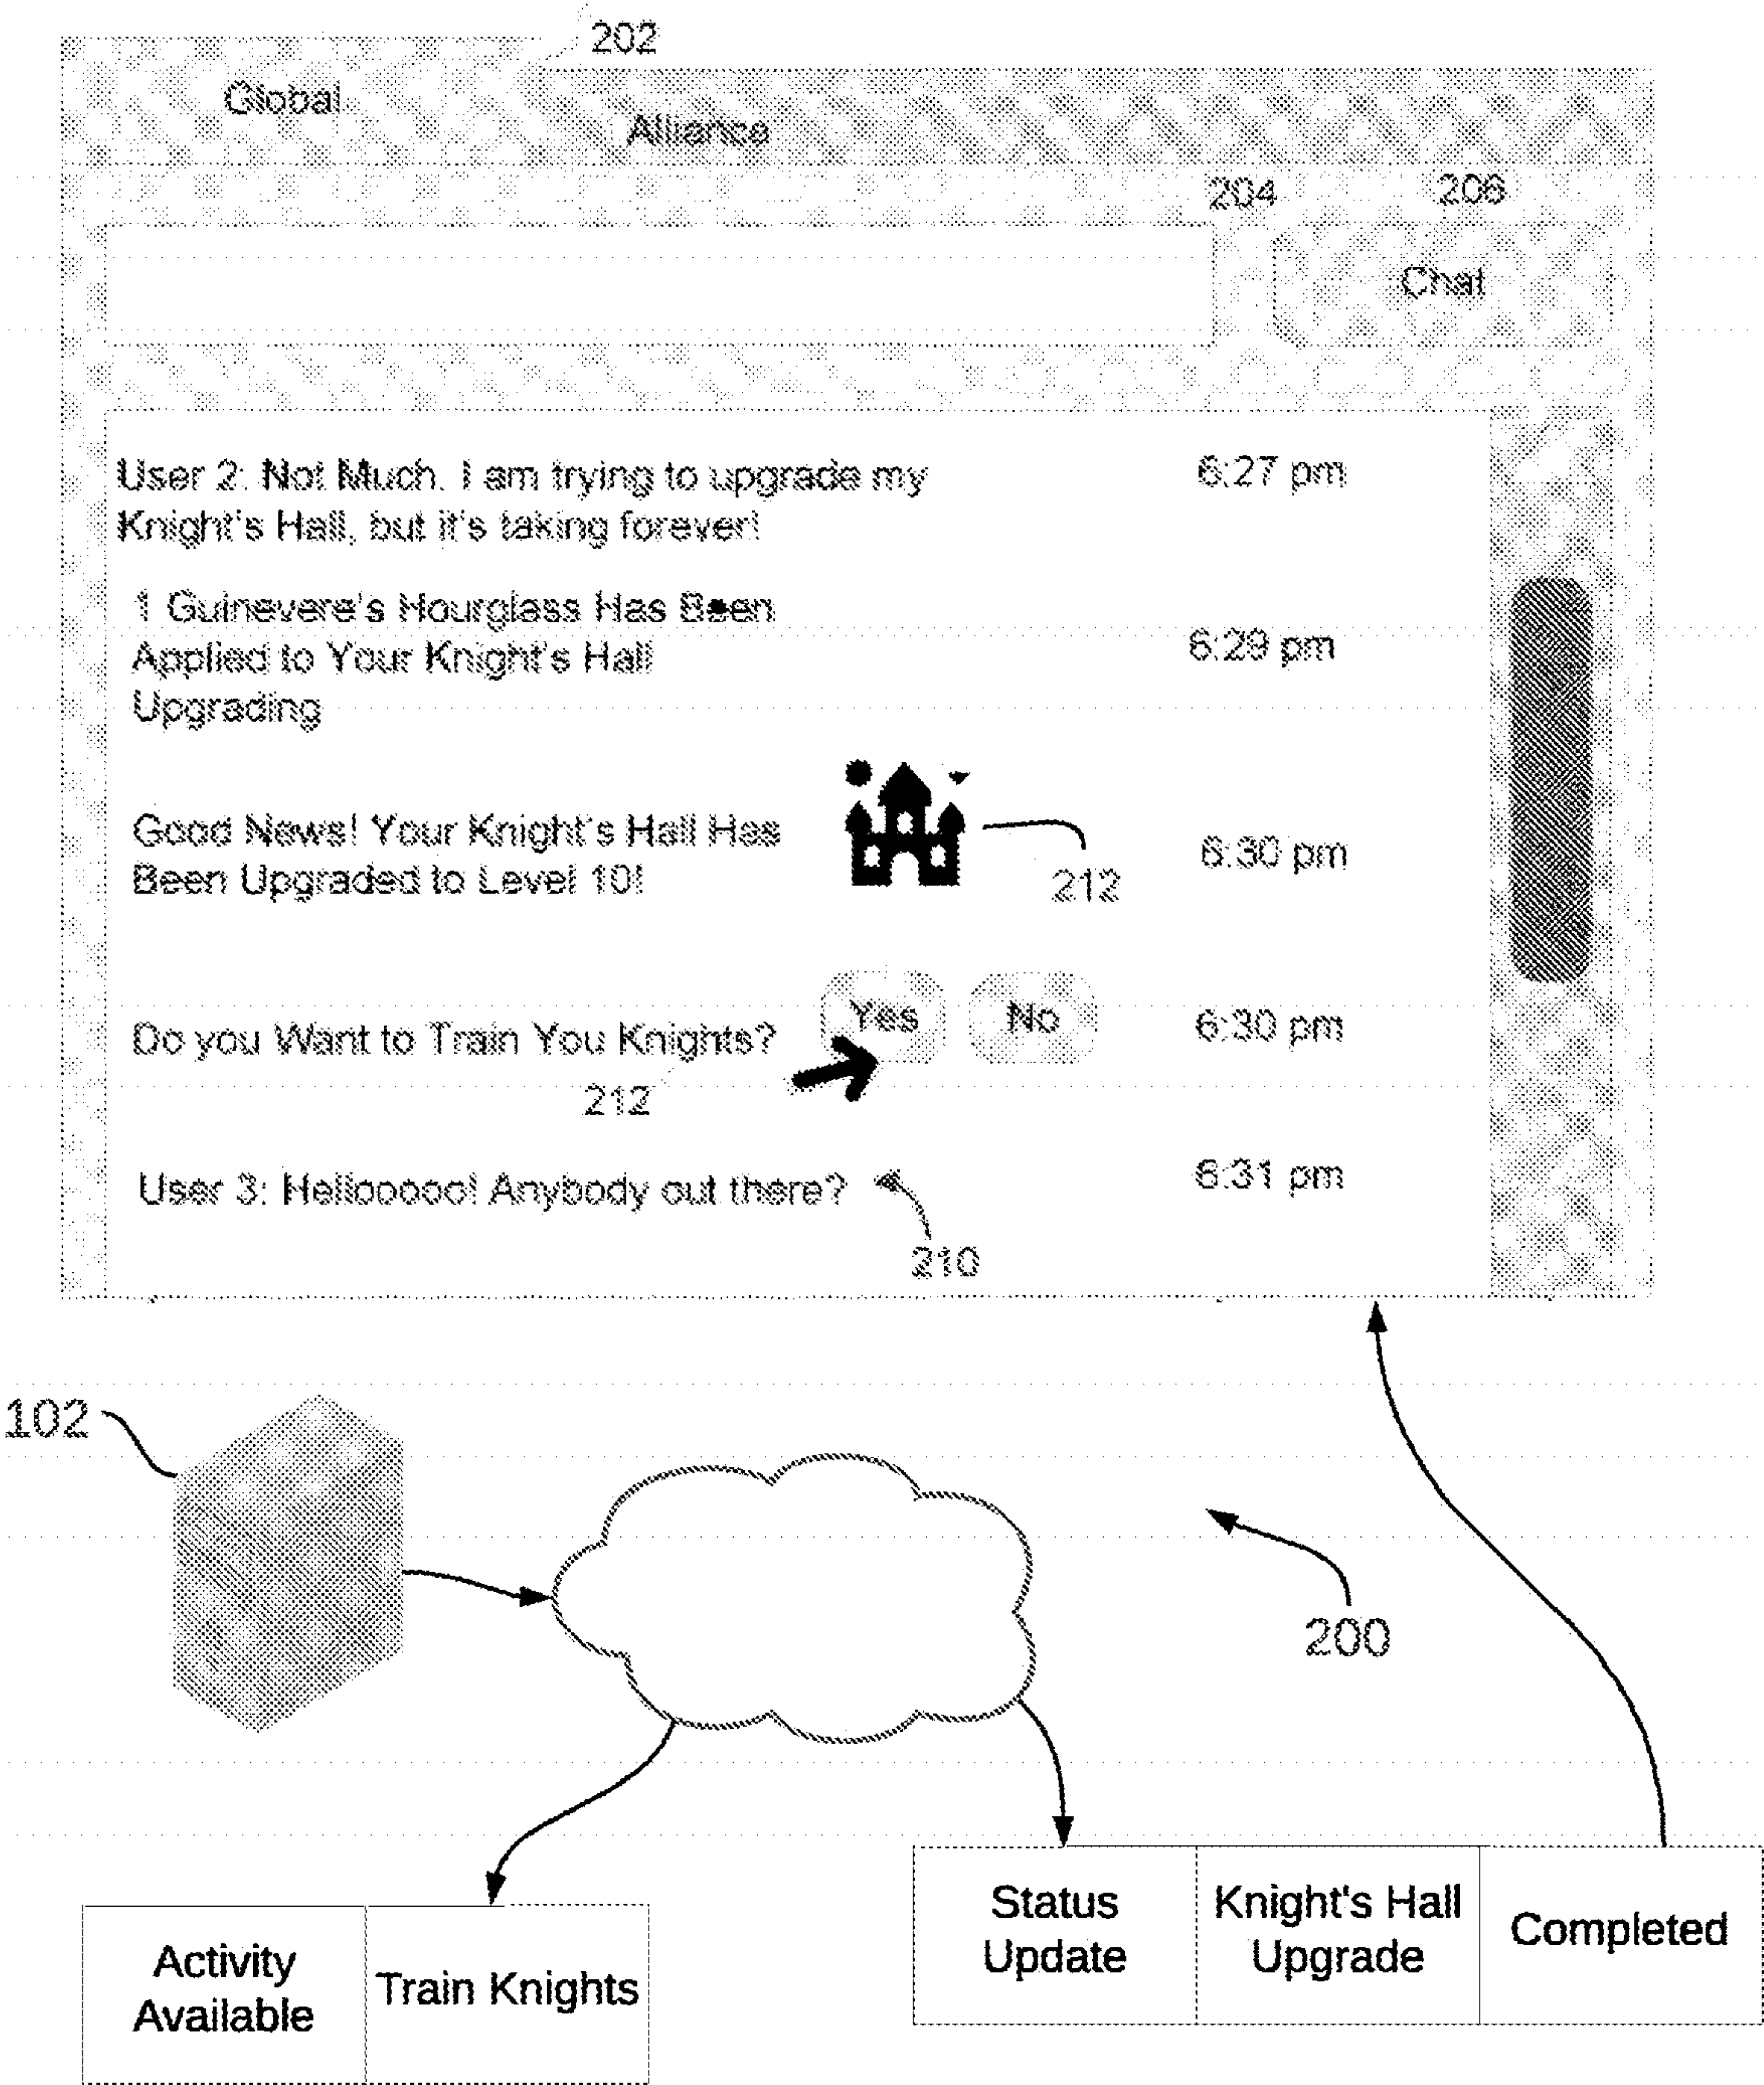 202
Global
Alliance
204
206
Chat
User 2: Not Much. I am trying to upgrade my
Knight's Hall, but it's taking forever!
6:27 pm
1 Guinevere's Hourglass Has Been
Applied to Your Knight's Hall
Upgrading
6:29 pm
Good News! Your Knight's Hall Has
Been Upgraded to Level 10!
212
6:30 pm
Do you Want to Train You Knights?
Yes
No
6:30 pm
212
User 3: Hellooooo! Anybody out there?
6:31 pm
210
102
200
Activity
Available
Train Knights
Status
Update
Knight's Hall
Upgrade
Completed